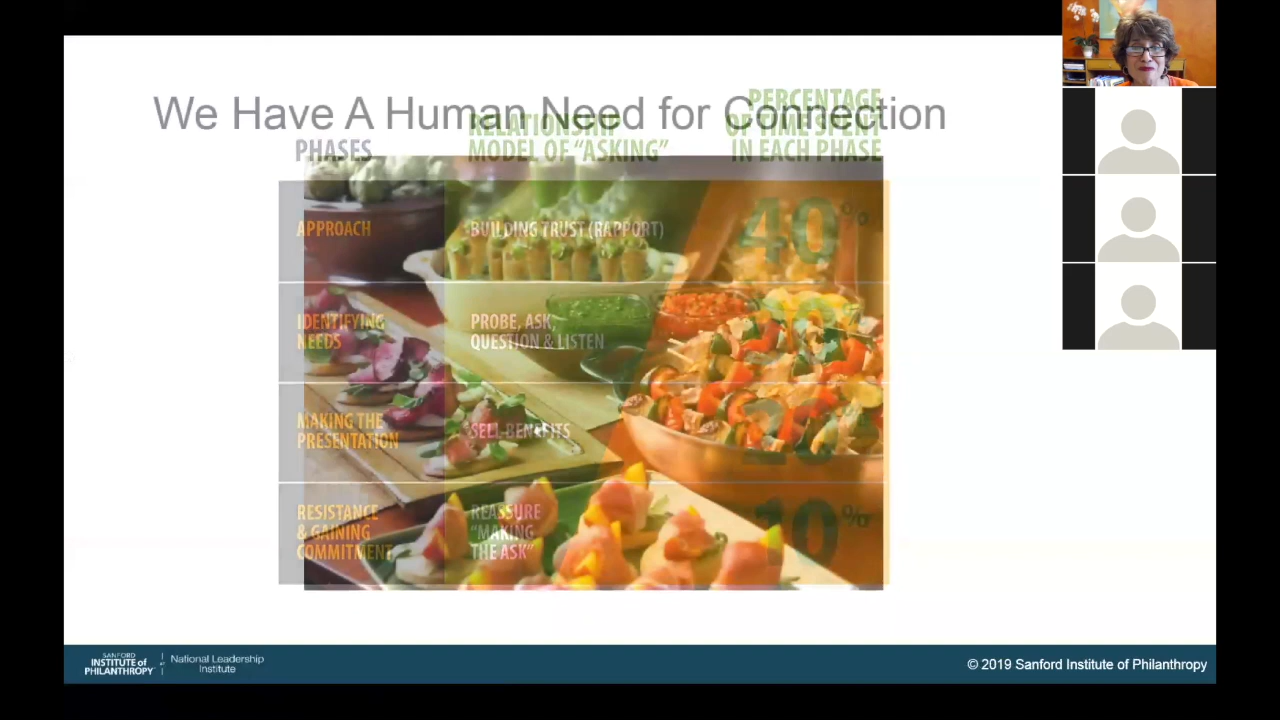 We Have A Human Need for Connection
PHASES
RELATIONSHIP
MODEL OF "ASKING"
PERCENTAGE
OF TIME SPENT
IN EACH PHASE
APPROACH
BUILDING TRUST (RAPPORT)
40%
IDENTIFYING
NEEDS
PROBE, ASK,
QUESTION & LISTEN
MAKING THE
PRESENTATION
SELL BENEFITS
RESISTANCE
& GAINING
COMMITMENT
REASSURE
"MAKING
THE ASK"
10%
SANFORD
INSTITUTE of
PHILANTHROPY
AT
National Leadership
Institute
© 2019 Sanford Institute of Philanthropy